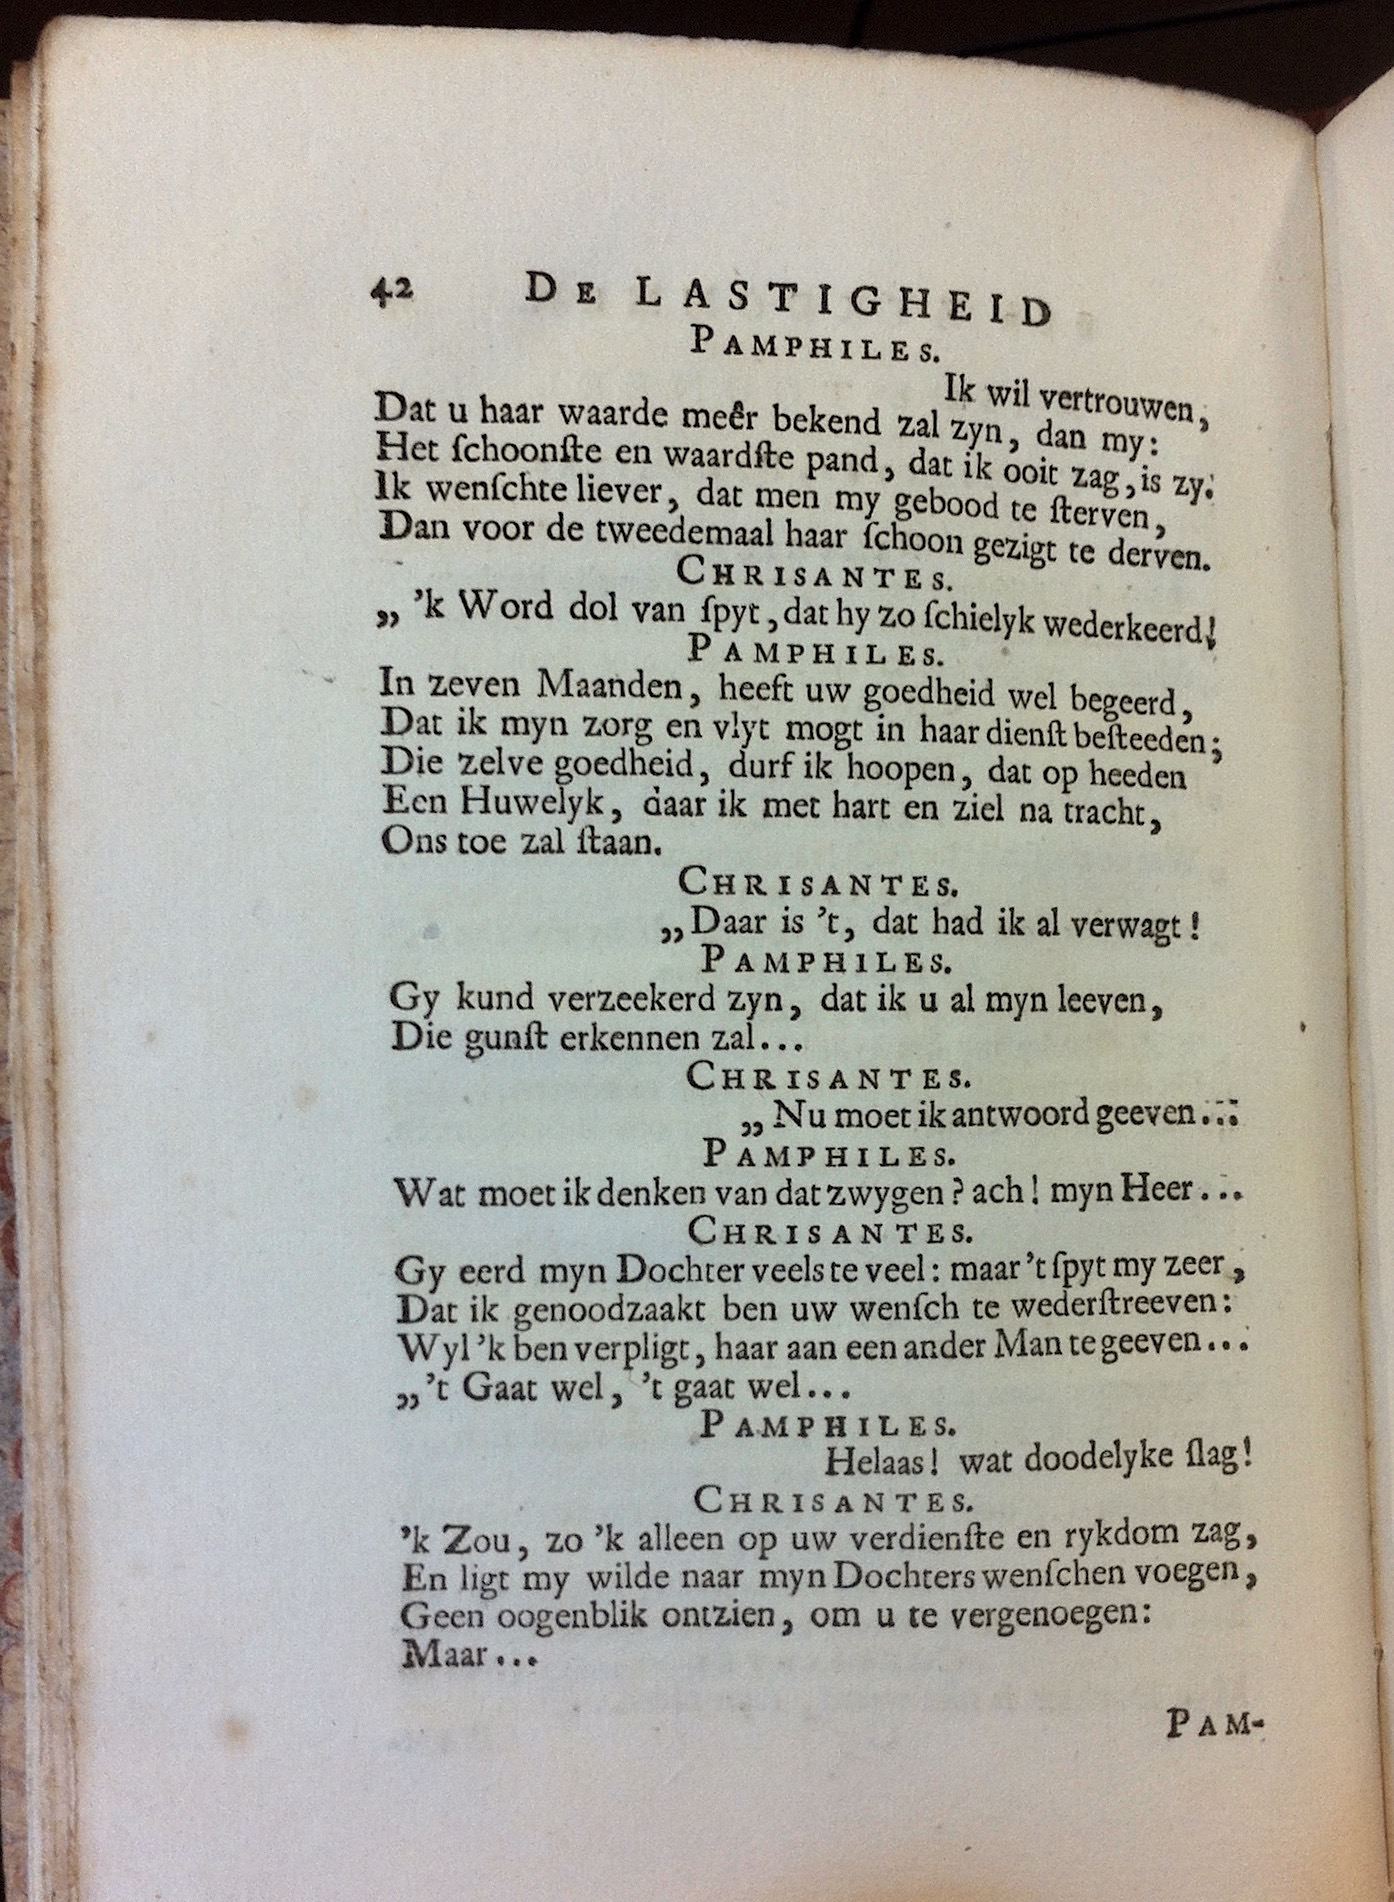 42 DE LASTIGHEID
PAMPHILES.
Ik wil vertrouwen,
Dat u haar waarde meêr bekend zal zyn, dan my:
Het ſchoonſte en waardſte pand, dat ik ooit zag, is zy.
Ik wenſchte liever, dat men my gebood te ſterven,
Dan voor de tweedemaal haar ſchoon gezigt te derven.
CHRISANTES.
„ 'k Word dol van ſpyt, dat hy zo ſchielyk wederkeerd!
PAMPHILES.
In zeven Maanden, heeft uw goedheid wel begeerd,
Dat ik myn zorg en vlyt mogt in haar dienſt beſteeden;
Die zelve goedheid, durf ik hoopen, dat op heeden
Een Huwelyk, daar ik met hart en ziel na tracht,
Ons toe zal ſtaan.
CHRISANTES.
„Daar is 't, dat had ik al verwagt!
PAMPHILES.
Gy kund verzeekerd zyn, dat ik u al myn leeven,
Die gunſt erkennen zal...
CHRISANTES.
„Nu moet ik antwoord geeven...
PAMPHILES.
Wat moet ik denken van dat zwygen? ach! myn Heer...
CHRISANTES.
Gy eerd myn Dochter veels te veel: maar 't ſpyt my zeer,
Dat ik genoodzaakt ben uw wenſch te wederſtreeven:
Wyl 'k ben verpligt, haar aan een ander Man te geeven...
„'t Gaat wel, 't gaat wel...
PAMPHILES.
Helaas! wat doodelyke ſlag!
CHRISANTES.
'k Zou, zo 'k alleen op uw verdienſte en rykdom zag,
En ligt my wilde naar myn Dochters wenſchen voegen,
Geen oogenblik ontzien, om u te vergenoegen:
Maar...
PAM-